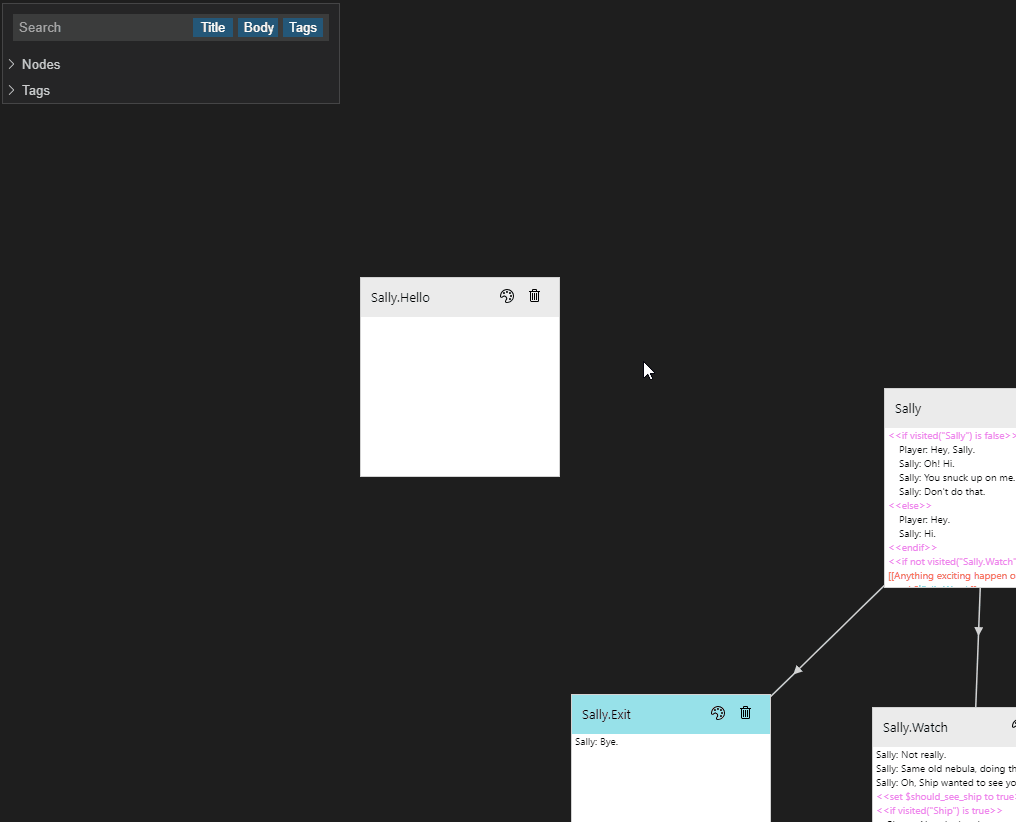 Search Title Body Tags
Nodes
Tags
Sally.Hello
Sally
<<if visited("Sally") is false>>
Player: Hey, Sally.
Sally: Oh! Hi.
Sally: You snuck up on me.
Sally: Don't do that.
<<else>>
Player: Hey.
Sally: Hi.
<<endif>>
<<if not visited("Sally.Watch"
[[Anything exciting happen o
Sally.Exit
Sally: Bye.
Sally.Watch
Sally: Not really.
Sally: Same old nebula, doing th
Sally: Oh, Ship wanted to see yo
<<set $should_see_ship to true>
<<if visited("Ship") is true>>